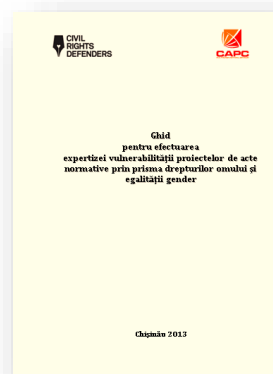 CIVIL
RIGHTS
DEFENDERS
CAPC
Ghid
pentru efectuarea
expertizei vulnerabilității proiectelor de acte
normative prin prisma drepturilor omului și
egalității gender
Chișinău 2013